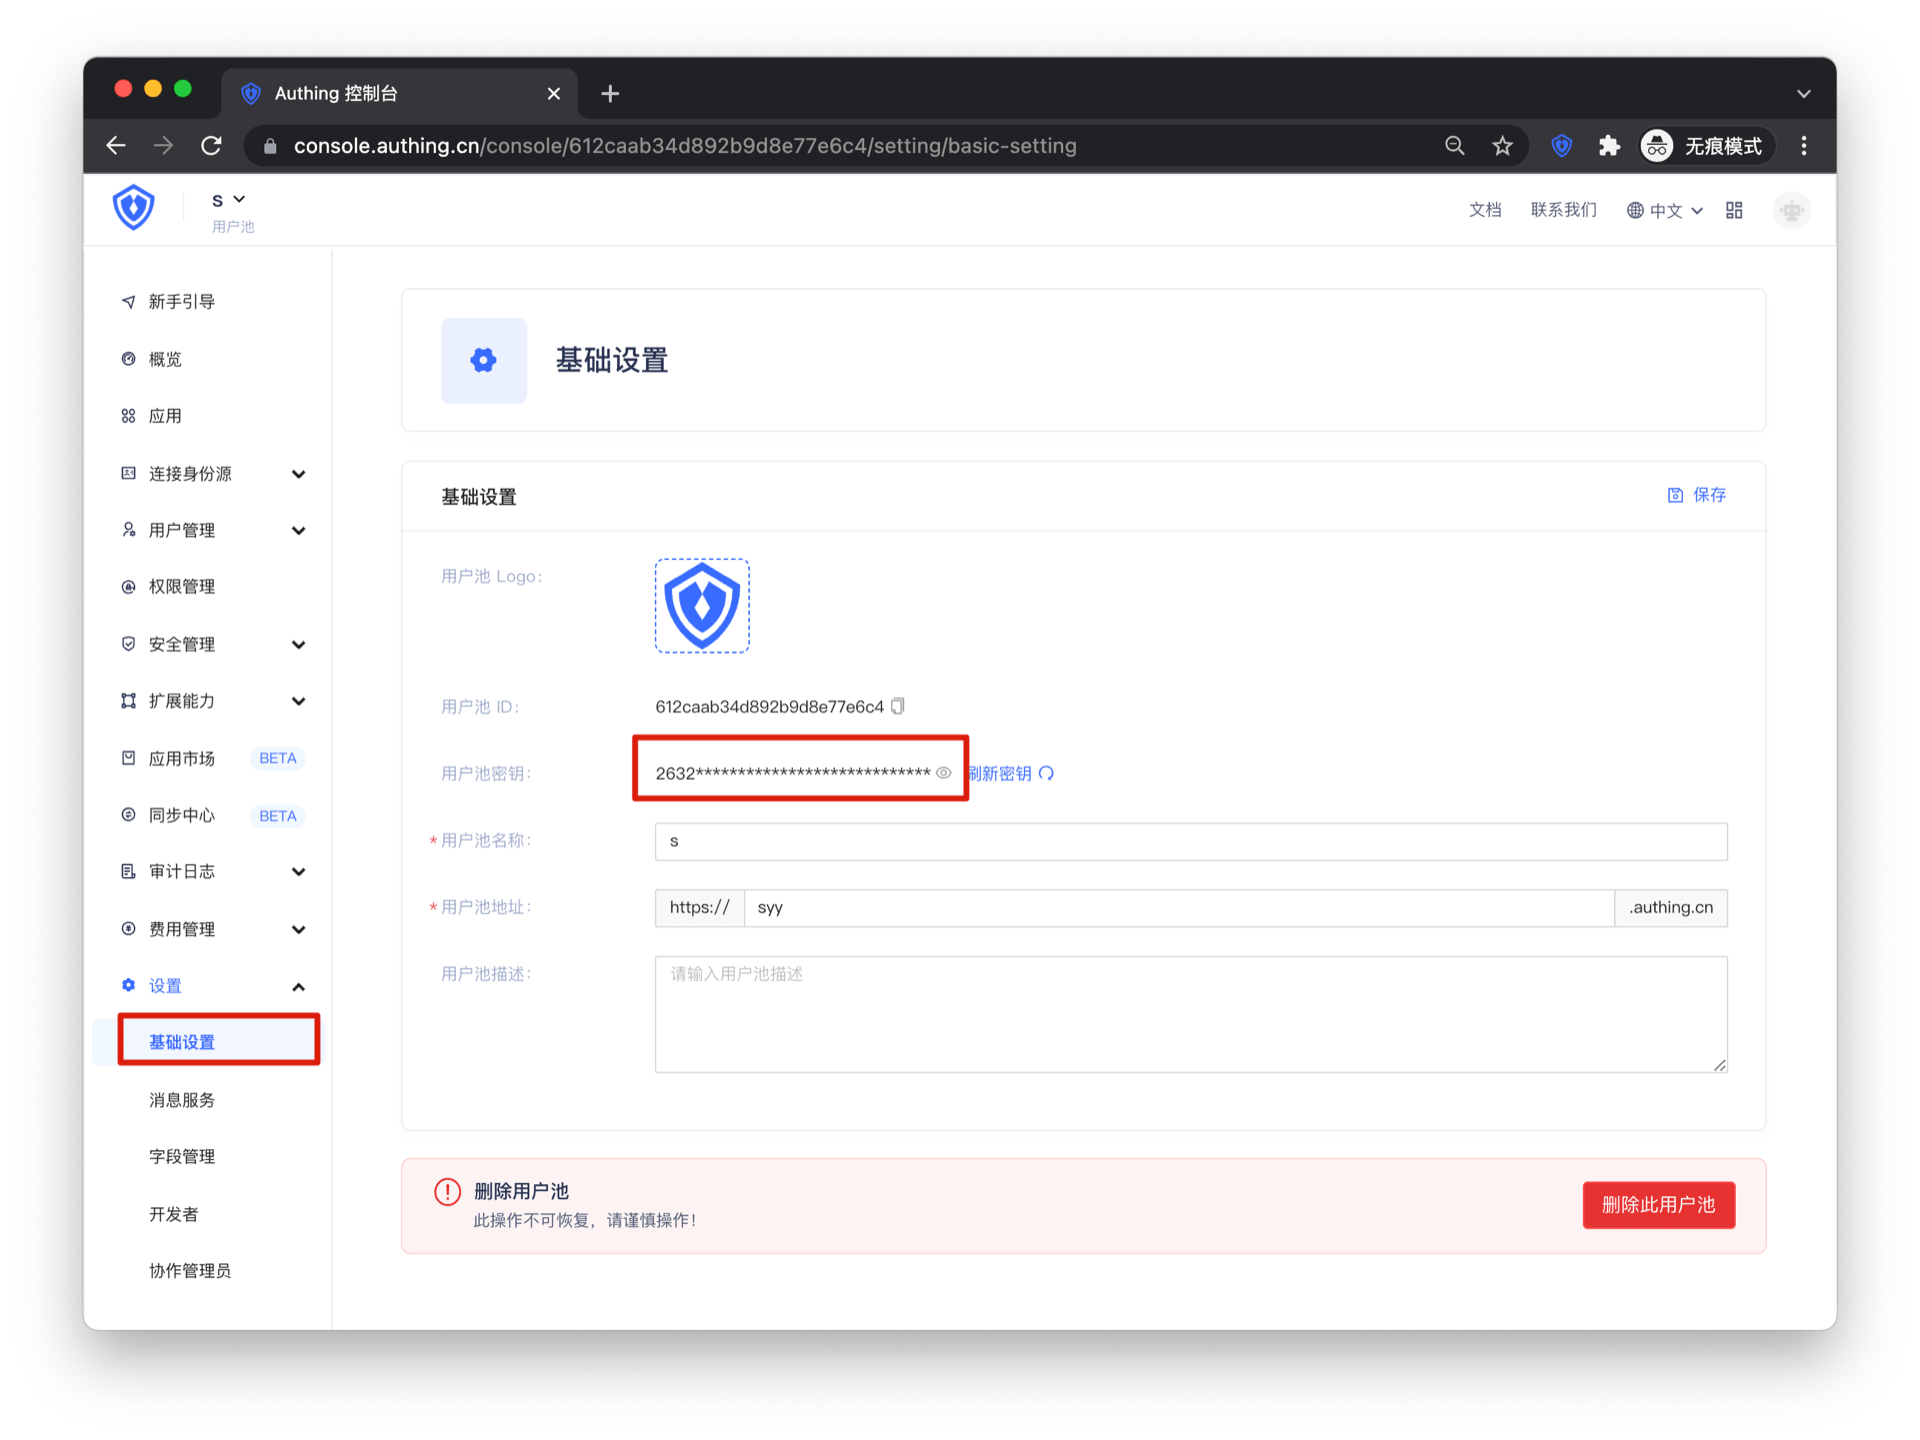 Authing 控制台
console.authing.cn/console/612caab34d892b9d8e77e6c4/setting/basic-setting
无痕模式
s
用户池
文档
联系我们
中文
新手引导
概览
应用
连接身份源
用户管理
权限管理
安全管理
扩展能力
应用市场 BETA
同步中心 BETA
审计日志
费用管理
设置
基础设置
消息服务
字段管理
开发者
协作管理员
基础设置
基础设置
保存
用户池 Logo：
用户池 ID： 612caab34d892b9d8e77e6c4
用户池密钥： 2632**************************** 刷新密钥
* 用户池名称： s
* 用户池地址： https:// syy .authing.cn
用户池描述： 请输入用户池描述
删除用户池
此操作不可恢复，请谨慎操作！
删除此用户池